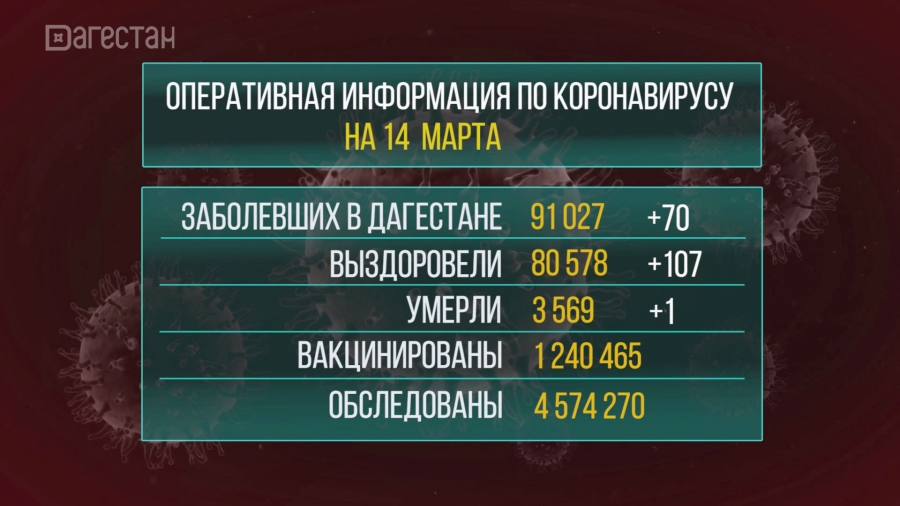 Дагестан
ОПЕРАТИВНАЯ ИНФОРМАЦИЯ ПО КОРОНАВИРУСУ
НА 14 МАРТА
ЗАБОЛЕВШИХ В ДАГЕСТАНЕ 91 027 +70
ВЫЗДОРОВЕЛИ 80 578 +107
УМЕРЛИ 3 569 +1
ВАКЦИНИРОВАНЫ 1 240 465
ОБСЛЕДОВАНЫ 4 574 270